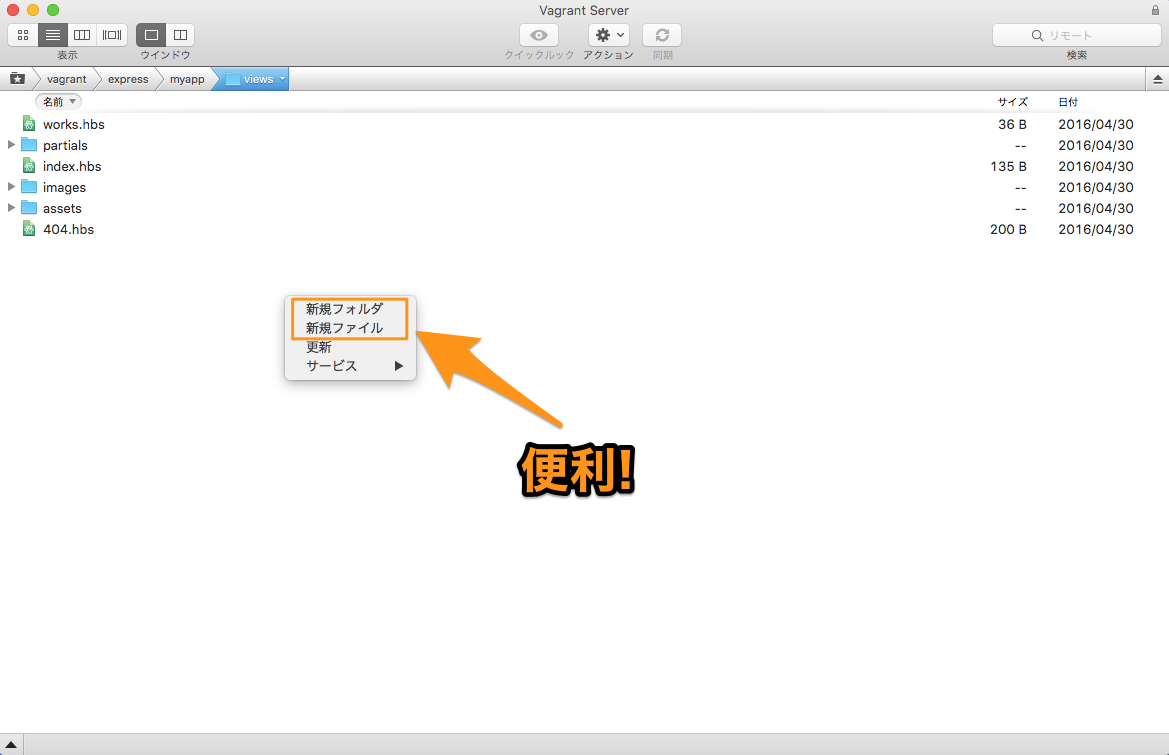 Vagrant Server
表示
ウインドウ
クイックルック
アクション
同期
リモート
検索
vagrant
express
myapp
views
名前
サイズ
日付
works.hbs 36 B 2016/04/30
partials -- 2016/04/30
index.hbs 135 B 2016/04/30
images -- 2016/04/30
assets -- 2016/04/30
404.hbs 200 B 2016/04/30
新規フォルダ
新規ファイル
更新
サービス
便利!